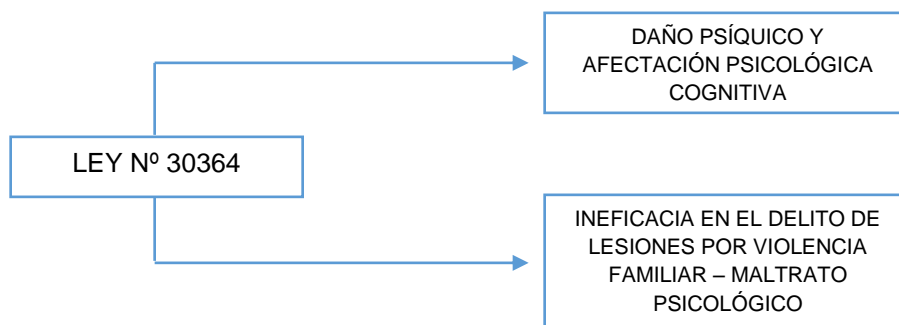 DAÑO PSÍQUICO Y
AFECTACIÓN PSICOLÓGICA
COGNITIVA
LEY Nº 30364
INEFICACIA EN EL DELITO DE
LESIONES POR VIOLENCIA
FAMILIAR – MALTRATO
PSICOLÓGICO